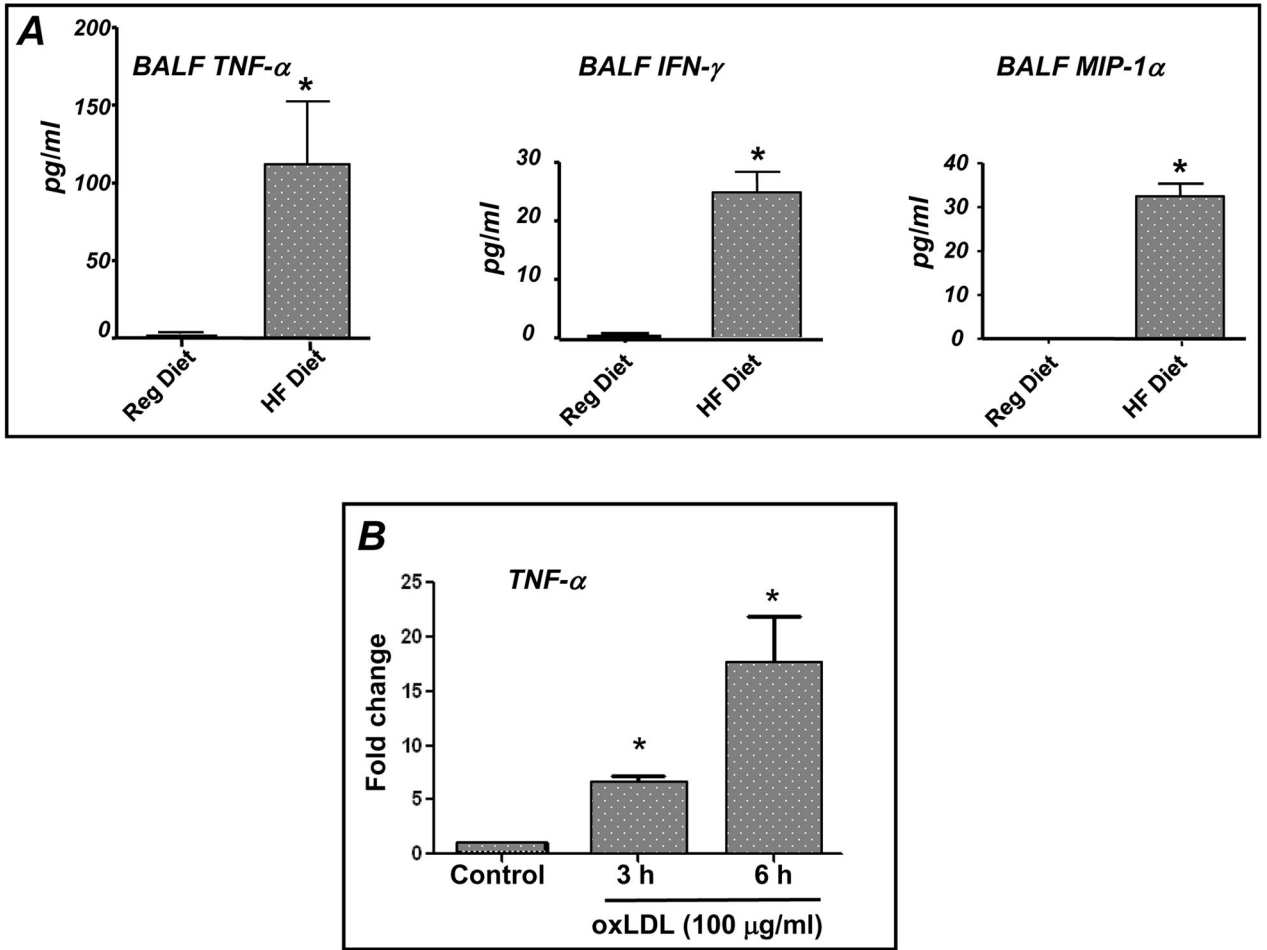 A
BALF TNF-α
*
pg/ml
200
150
100
50
0
Reg Diet
HF Diet
BALF IFN-γ
*
pg/ml
30
20
10
0
Reg Diet
HF Diet
BALF MIP-1α
*
pg/ml
40
30
20
10
0
Reg Diet
HF Diet
B
TNF-α
*
*
Fold change
25
20
15
10
5
0
Control
3 h
6 h
oxLDL (100 μg/ml)